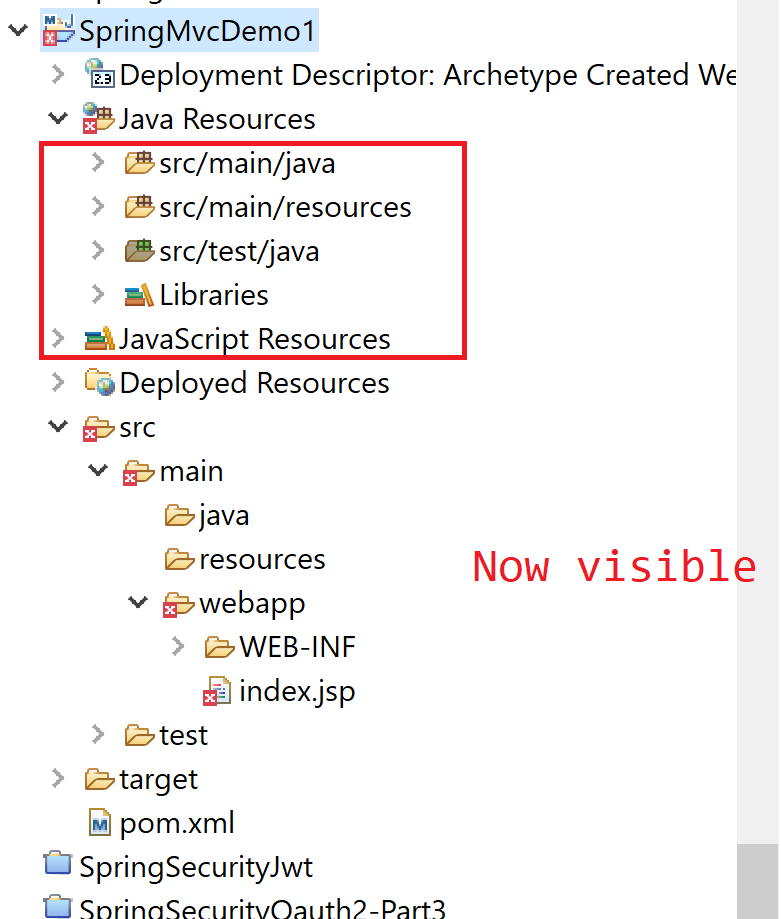 SpringMvcDemo1
Deployment Descriptor: Archetype Created We
2.3
Java Resources
src/main/java
src/main/resources
src/test/java
Libraries
JavaScript Resources
Deployed Resources
src
main
java
resources
Now visible
webapp
WEB-INF
index.jsp
test
target
pom.xml
SpringSecurityJwt
SpringSecurityOauth2-Part3